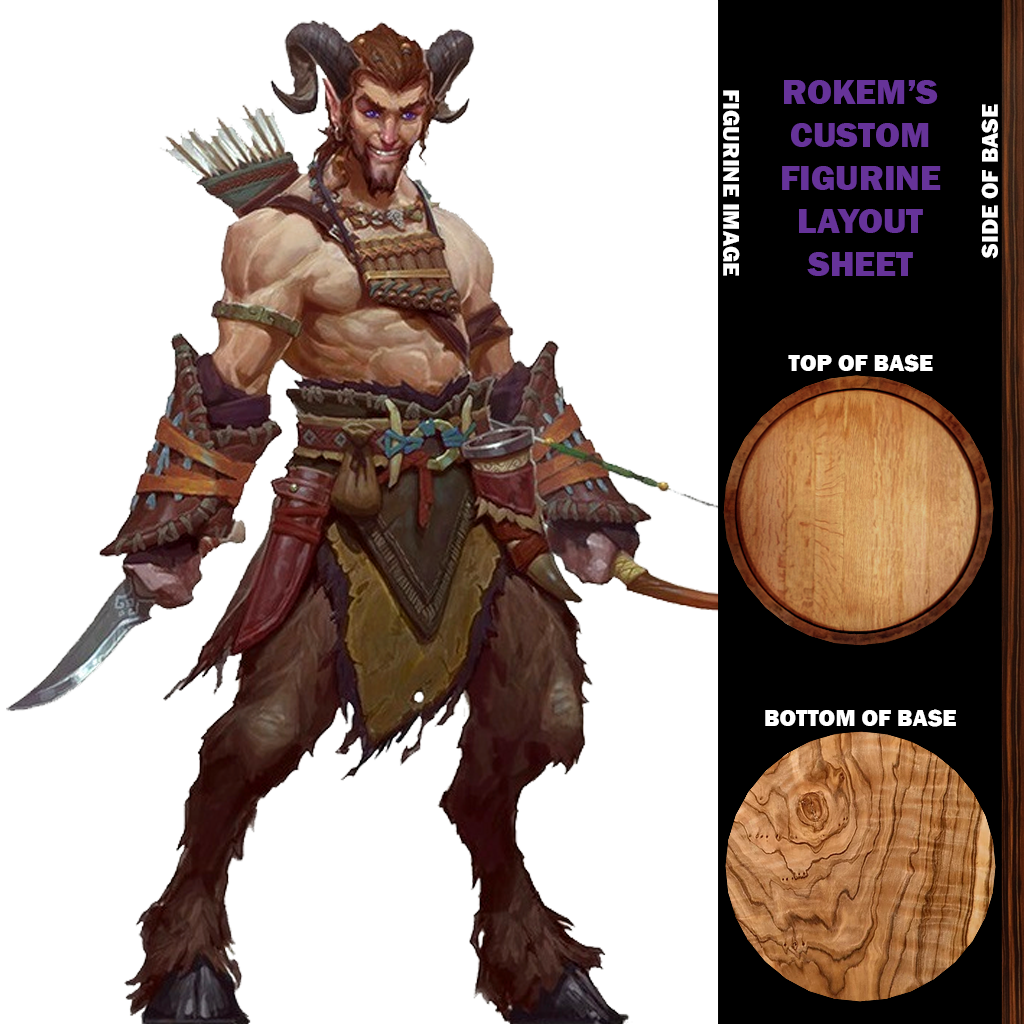 ROKEM'S
CUSTOM
FIGURINE
LAYOUT
SHEET
FIGURINE IMAGE
SIDE OF BASE
TOP OF BASE
BOTTOM OF BASE